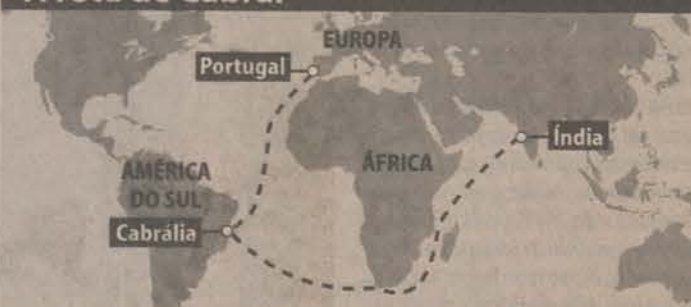 EUROPA
Portugal
Índia
ÁFRICA
AMÉRICA
DO SUL
Cabrália